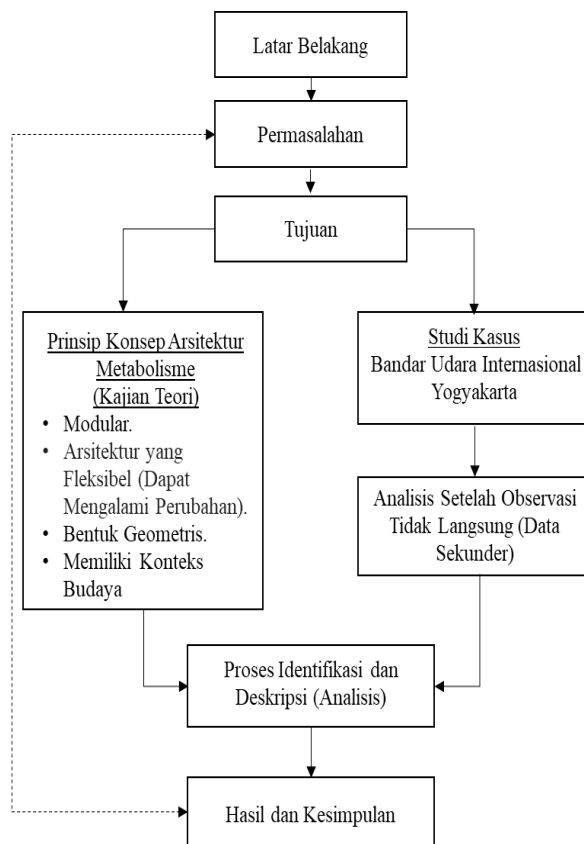 Latar Belakang
Permasalahan
Tujuan
Prinsip Konsep Arsitektur
Metabolisme
(Kajian Teori)
• Modular.
• Arsitektur yang
Fleksibel (Dapat
Mengalami Perubahan).
• Bentuk Geometris.
• Memiliki Konteks
Budaya
Studi Kasus
Bandar Udara Internasional
Yogyakarta
Analisis Setelah Observasi
Tidak Langsung (Data
Sekunder)
Proses Identifikasi dan
Deskripsi (Analisis)
Hasil dan Kesimpulan